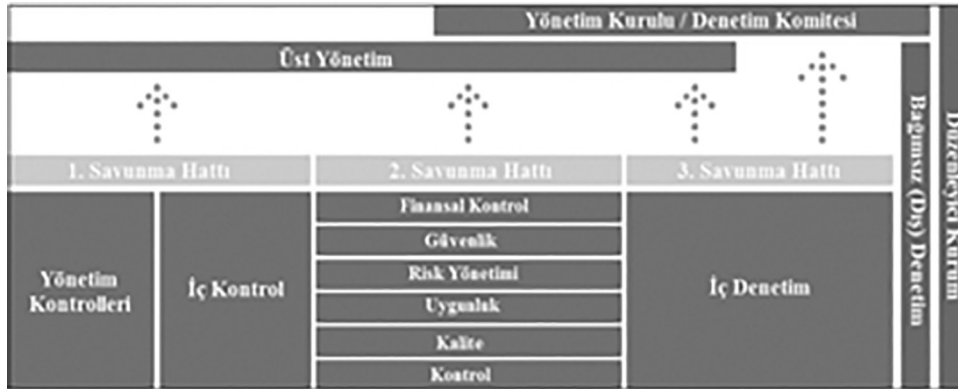 Yönetim Kurulu / Denetim Komitesi
Üst Yönetim
1. Savunma Hattı
2. Savunma Hattı
3. Savunma Hattı
Yönetim
Kontrolleri
İç Kontrol
Finansal Kontrol
Güvenlik
Risk Yönetimi
Uygunluk
Kalite
Kontrol
İç Denetim
Bağımsız (Dış) Denetim
Düzenleyici Kurum